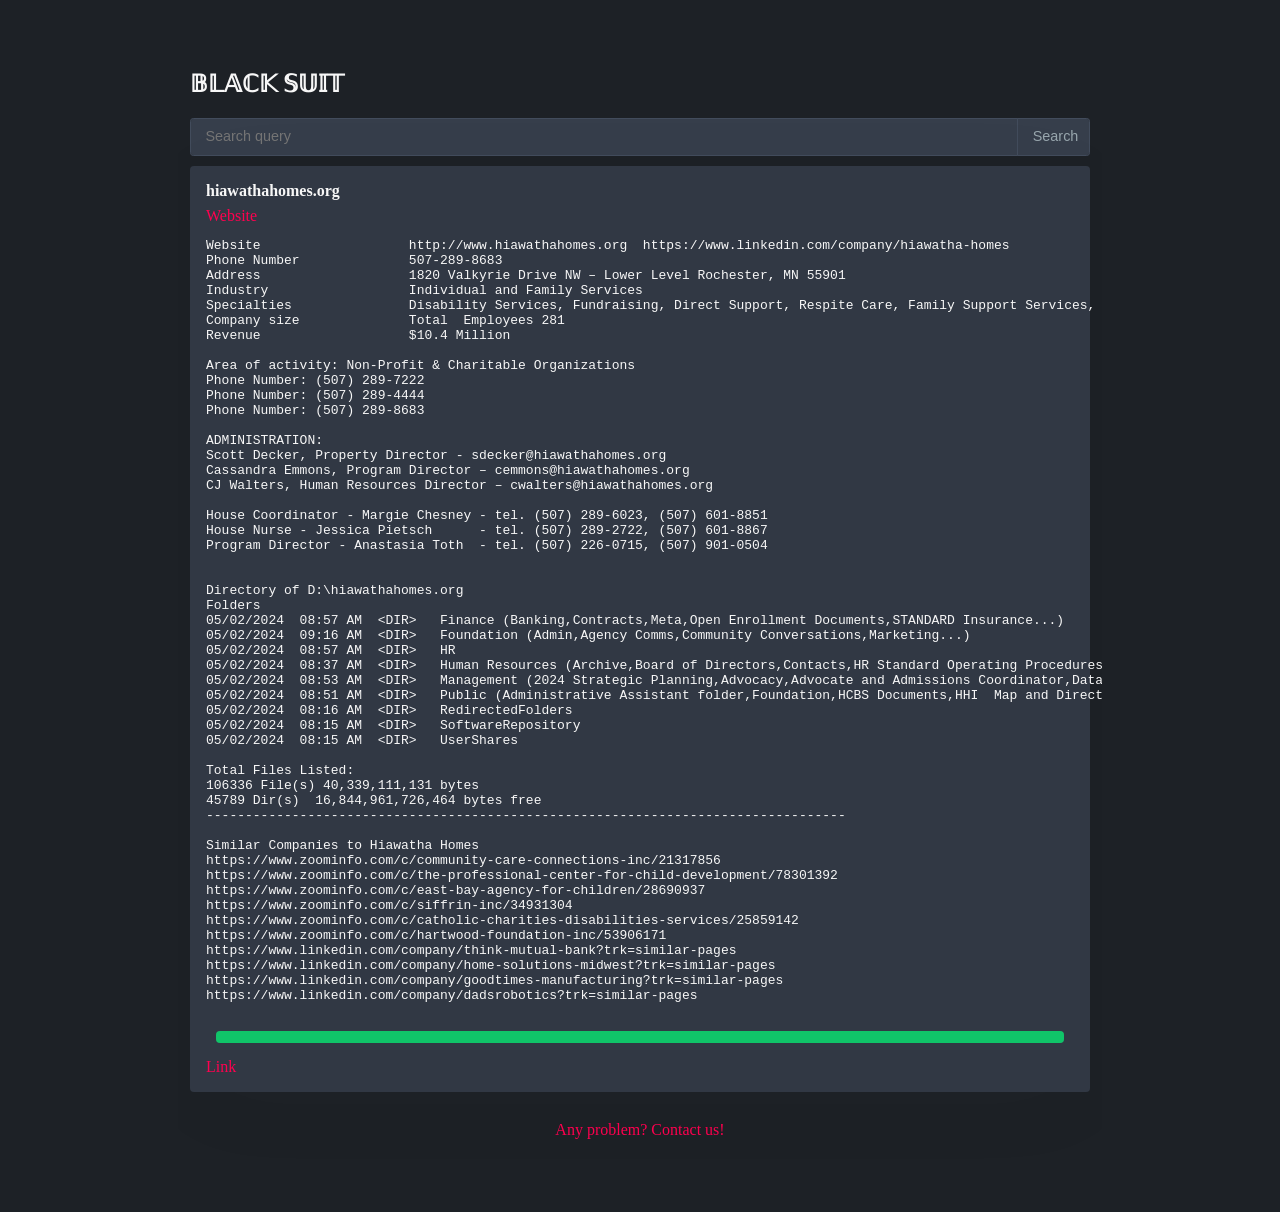 BLACK SUIT
Search query
Search
hiawathahomes.org
Website
Website http://www.hiawathahomes.org https://www.linkedin.com/company/hiawatha-homes
Phone Number 507-289-8683
Address 1820 Valkyrie Drive NW – Lower Level Rochester, MN 55901
Industry Individual and Family Services
Specialties Disability Services, Fundraising, Direct Support, Respite Care, Family Support Services,
Company size Total Employees 281
Revenue $10.4 Million
Area of activity: Non-Profit & Charitable Organizations
Phone Number: (507) 289-7222
Phone Number: (507) 289-4444
Phone Number: (507) 289-8683
ADMINISTRATION:
Scott Decker, Property Director - sdecker@hiawathahomes.org
Cassandra Emmons, Program Director – cemmons@hiawathahomes.org
CJ Walters, Human Resources Director – cwalters@hiawathahomes.org
House Coordinator - Margie Chesney - tel. (507) 289-6023, (507) 601-8851
House Nurse - Jessica Pietsch - tel. (507) 289-2722, (507) 601-8867
Program Director - Anastasia Toth - tel. (507) 226-0715, (507) 901-0504
Directory of D:\hiawathahomes.org
Folders
05/02/2024 08:57 AM <DIR> Finance (Banking,Contracts,Meta,Open Enrollment Documents,STANDARD Insurance...)
05/02/2024 09:16 AM <DIR> Foundation (Admin,Agency Comms,Community Conversations,Marketing...)
05/02/2024 08:57 AM <DIR> HR
05/02/2024 08:37 AM <DIR> Human Resources (Archive,Board of Directors,Contacts,HR Standard Operating Procedures
05/02/2024 08:53 AM <DIR> Management (2024 Strategic Planning,Advocacy,Advocate and Admissions Coordinator,Data
05/02/2024 08:51 AM <DIR> Public (Administrative Assistant folder,Foundation,HCBS Documents,HHI Map and Direct
05/02/2024 08:16 AM <DIR> RedirectedFolders
05/02/2024 08:15 AM <DIR> SoftwareRepository
05/02/2024 08:15 AM <DIR> UserShares
Total Files Listed:
106336 File(s) 40,339,111,131 bytes
45789 Dir(s) 16,844,961,726,464 bytes free
----------------------------------------------------------------------------------
Similar Companies to Hiawatha Homes
https://www.zoominfo.com/c/community-care-connections-inc/21317856
https://www.zoominfo.com/c/the-professional-center-for-child-development/78301392
https://www.zoominfo.com/c/east-bay-agency-for-children/28690937
https://www.zoominfo.com/c/siffrin-inc/34931304
https://www.zoominfo.com/c/catholic-charities-disabilities-services/25859142
https://www.zoominfo.com/c/hartwood-foundation-inc/53906171
https://www.linkedin.com/company/think-mutual-bank?trk=similar-pages
https://www.linkedin.com/company/home-solutions-midwest?trk=similar-pages
https://www.linkedin.com/company/goodtimes-manufacturing?trk=similar-pages
https://www.linkedin.com/company/dadsrobotics?trk=similar-pages
Link
Any problem? Contact us!